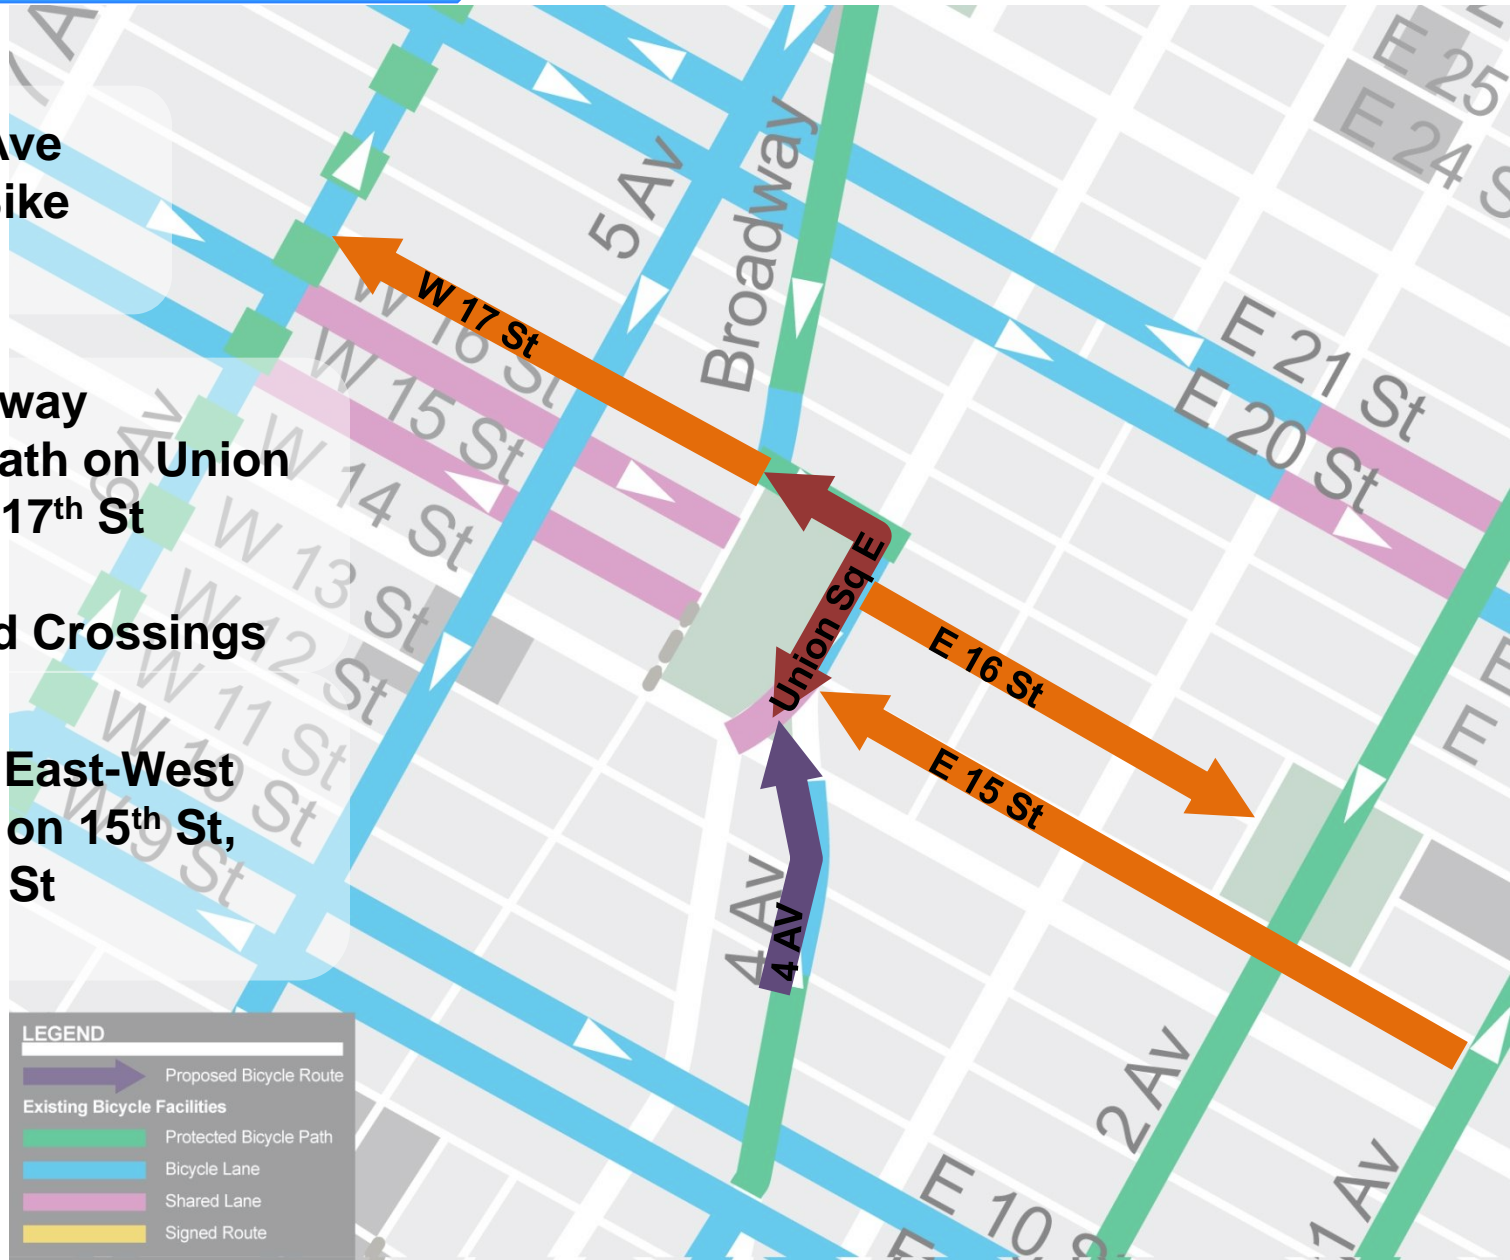 Ave
Bike
way
ath on Union
17th St
d Crossings
East-West
on 15th St,
St
5 Av
Broadway
6 Av
W 17 St
W 16 St
W 15 St
W 14 St
W 13 St
W 12 St
W 11 St
W 10 St
W 9 St
E 25
E 24 S
E 21 St
E 20 St
E
E
Union Sq E
E 16 St
E 15 St
4 Av
4 AV
2 Av
1 Av
E 10 S
LEGEND
Proposed Bicycle Route
Existing Bicycle Facilities
Protected Bicycle Path
Bicycle Lane
Shared Lane
Signed Route